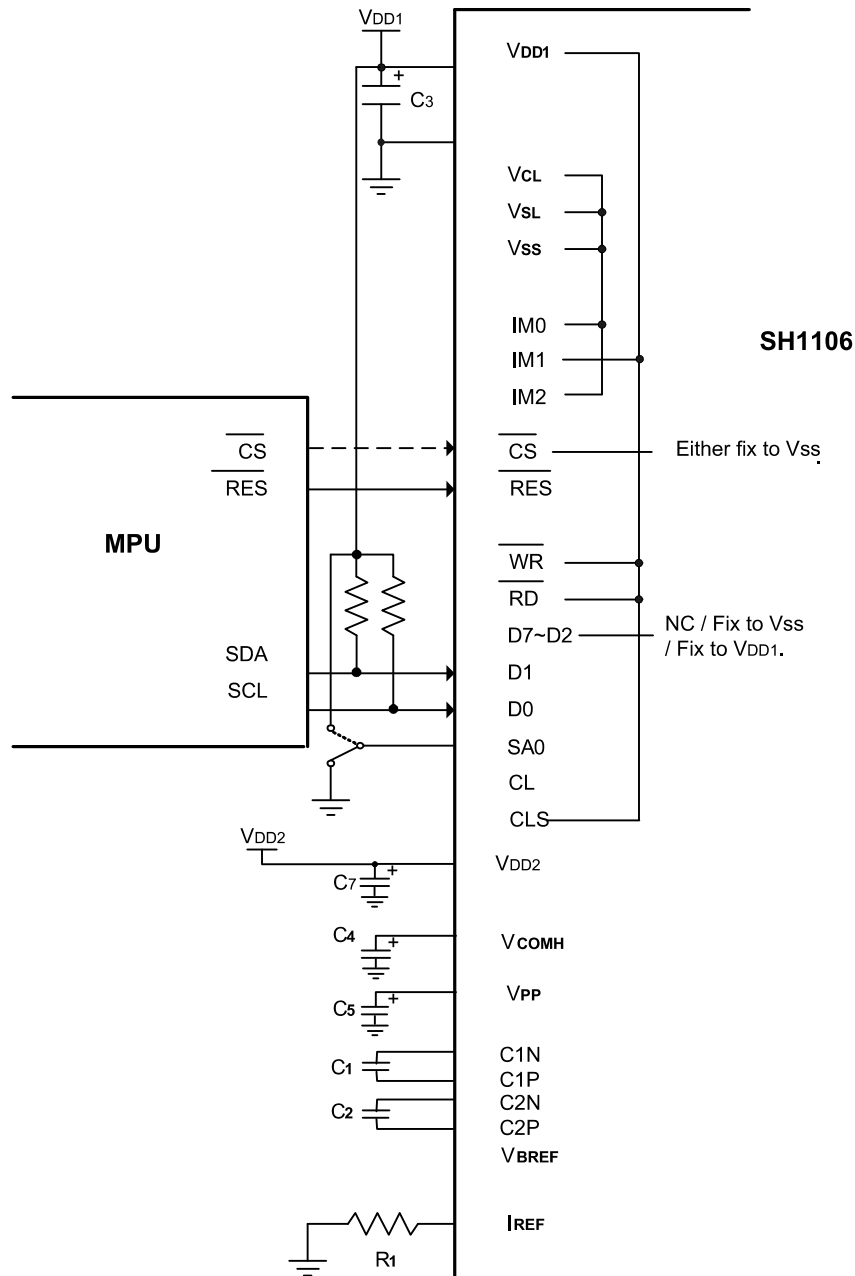 VDD1
VDD1
C3
VCL
VSL
VSS
IM0
SH1106
IM1
IM2
CS
CS
Either fix to Vss.
RES
RES
MPU
WR
RD
D7~D2
NC / Fix to Vss
/ Fix to VDD1.
SDA
D1
SCL
D0
SA0
CL
CLS
VDD2
VDD2
C7
+
+
C4
+
VCOMH
C5
+
VPP
C1
C1N
C1P
C2
C2N
C2P
VBREF
IREF
R1